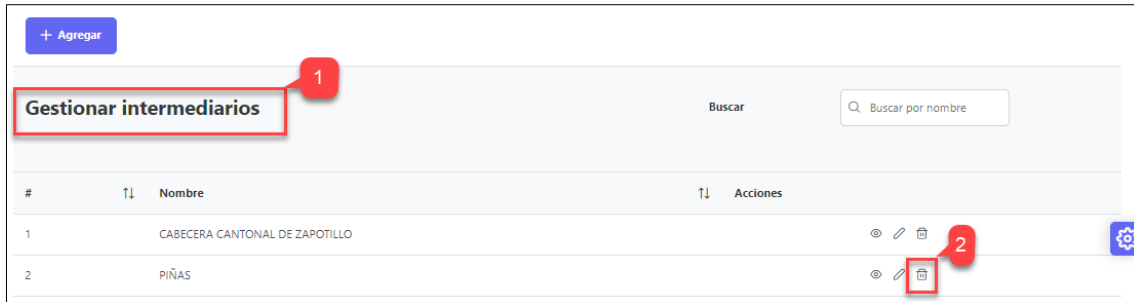 + Agregar
1
Gestionar intermediarios
Buscar
Buscar por nombre
# Nombre Acciones
1 CABECERA CANTONAL DE ZAPOTILLO
2
2 PIÑAS